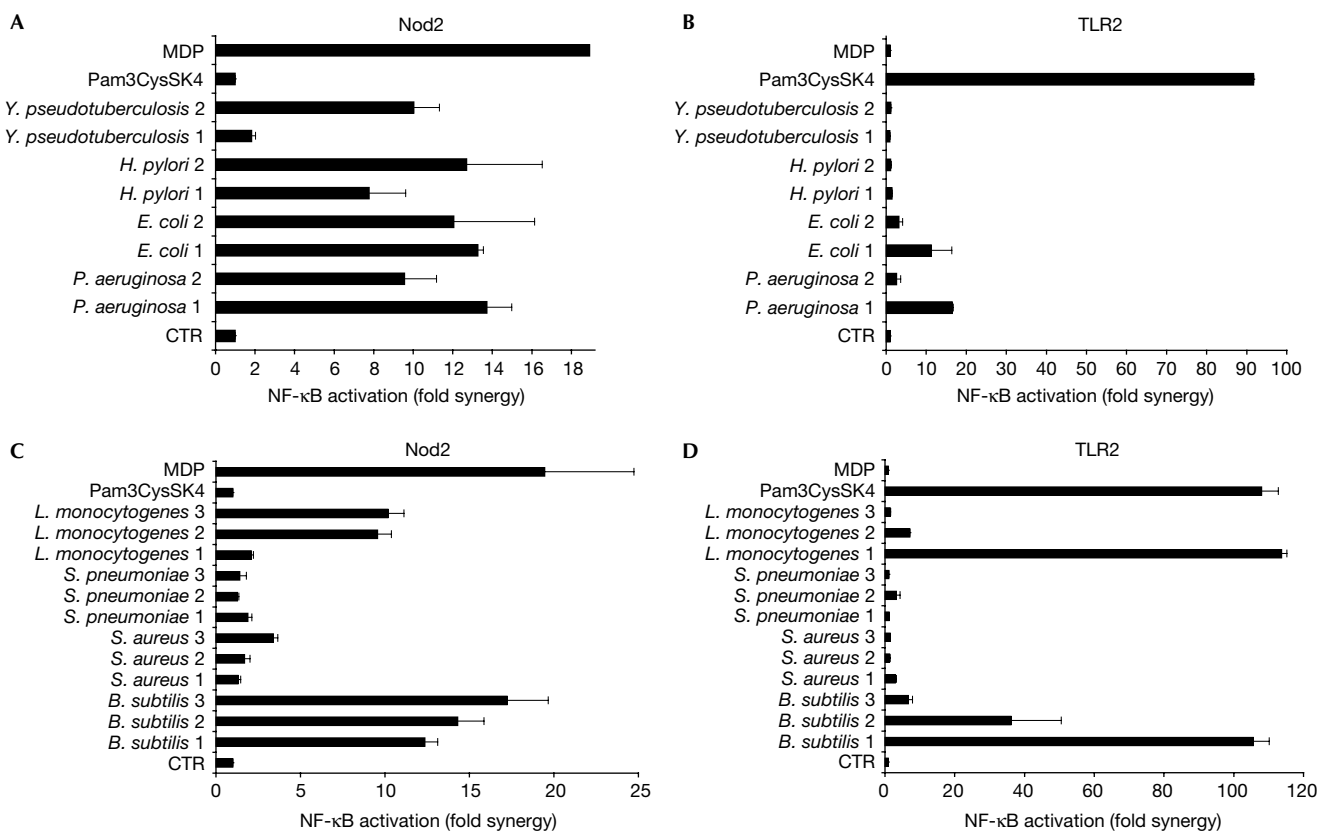 A
Nod2
MDP
Pam3CysSK4
Y. pseudotuberculosis 2
Y. pseudotuberculosis 1
H. pylori 2
H. pylori 1
E. coli 2
E. coli 1
P. aeruginosa 2
P. aeruginosa 1
CTR
0 2 4 6 8 10 12 14 16 18
NF-κB activation (fold synergy)
B
TLR2
MDP
Pam3CysSK4
Y. pseudotuberculosis 2
Y. pseudotuberculosis 1
H. pylori 2
H. pylori 1
E. coli 2
E. coli 1
P. aeruginosa 2
P. aeruginosa 1
CTR
0 10 20 30 40 50 60 70 80 90 100
NF-κB activation (fold synergy)
C
Nod2
MDP
Pam3CysSK4
L. monocytogenes 3
L. monocytogenes 2
L. monocytogenes 1
S. pneumoniae 3
S. pneumoniae 2
S. pneumoniae 1
S. aureus 3
S. aureus 2
S. aureus 1
B. subtilis 3
B. subtilis 2
B. subtilis 1
CTR
0 5 10 15 20 25
NF-κB activation (fold synergy)
D
TLR2
MDP
Pam3CysSK4
L. monocytogenes 3
L. monocytogenes 2
L. monocytogenes 1
S. pneumoniae 3
S. pneumoniae 2
S. pneumoniae 1
S. aureus 3
S. aureus 2
S. aureus 1
B. subtilis 3
B. subtilis 2
B. subtilis 1
CTR
0 20 40 60 80 100 120
NF-κB activation (fold synergy)